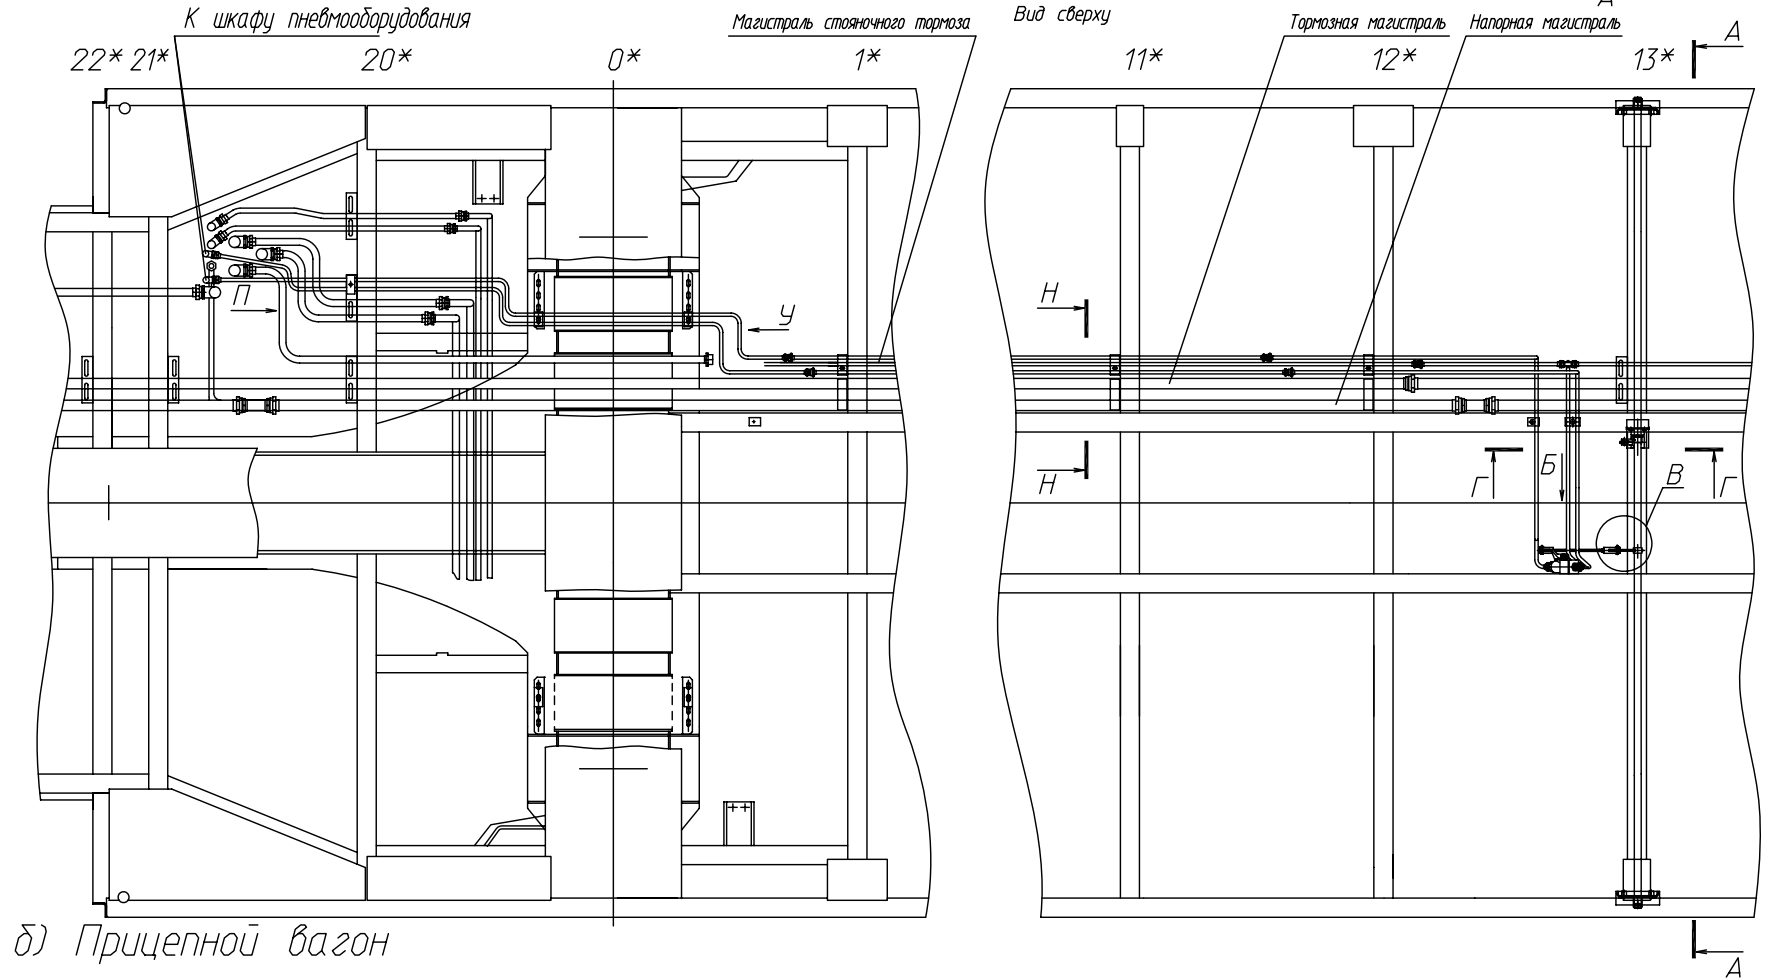 К шкафу пневмооборудования
Магистраль стояночного тормоза
Вид сверху
Тормозная магистраль
Напорная магистраль
А
А
22* 21* 20* 0* 1* 11* 12* 13*
П
У
Н
Н
Г
Б
В
Г
б) Прицепной вагон
А